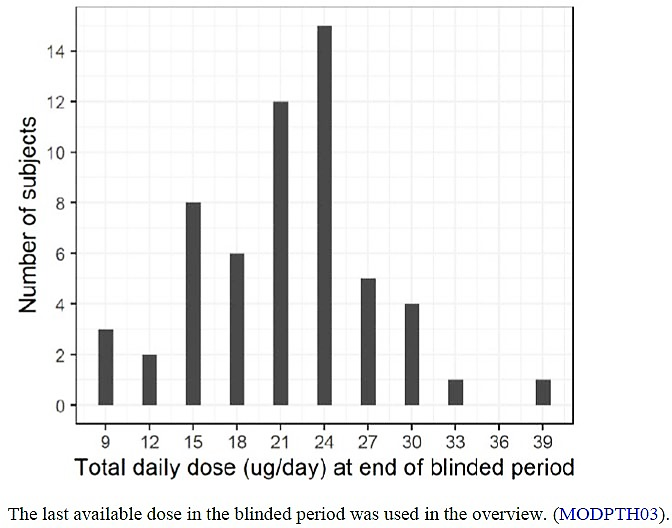 Number of subjects
14
12
10
8
6
4
2
0
9 12 15 18 21 24 27 30 33 36 39
Total daily dose (ug/day) at end of blinded period
The last available dose in the blinded period was used in the overview. (MODPTH03).